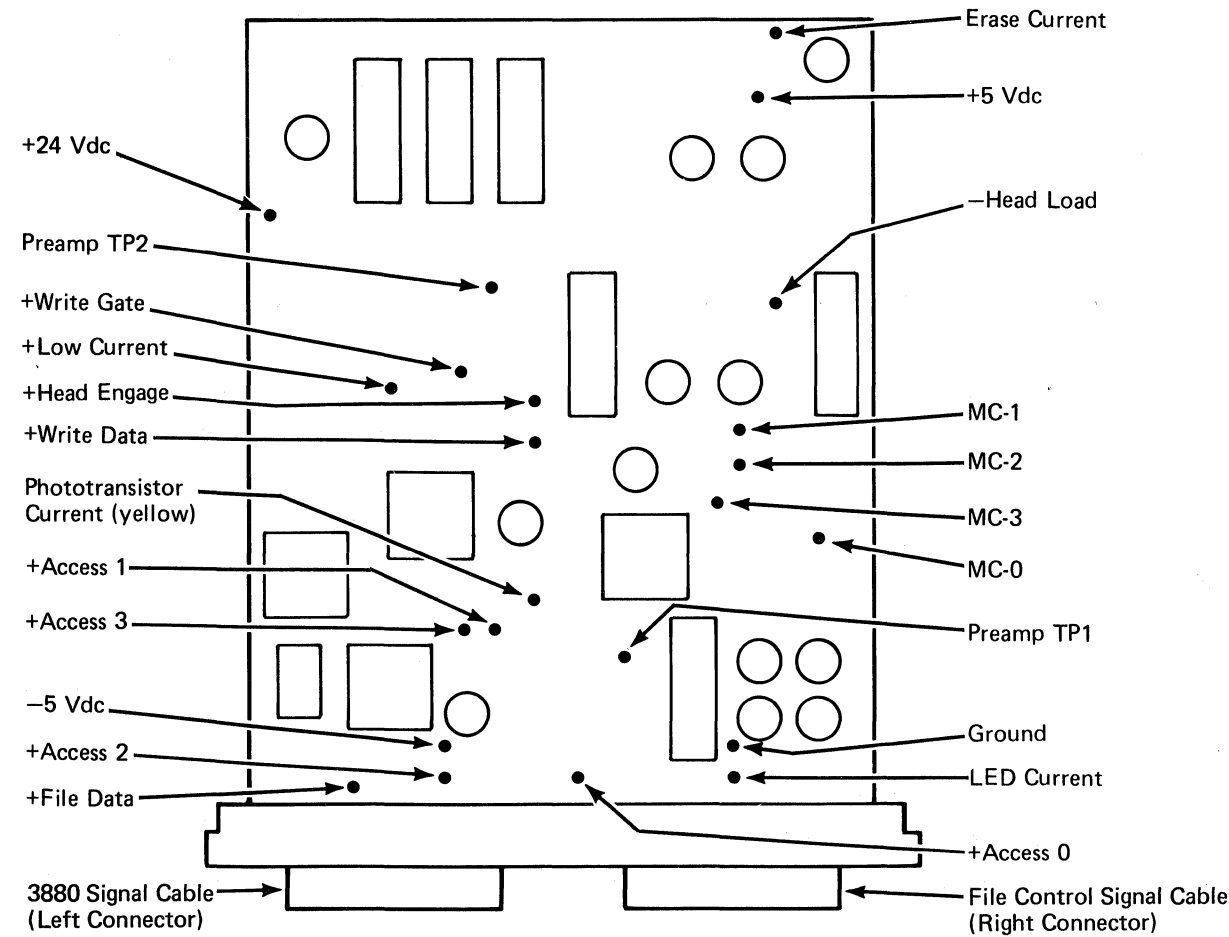 Erase Current
+5 Vdc
+24 Vdc
−Head Load
Preamp TP2
+Write Gate
+Low Current
+Head Engage
+Write Data
Phototransistor
Current (yellow)
+Access 1
+Access 3
−5 Vdc
+Access 2
+File Data
3880 Signal Cable
(Left Connector)
MC-1
MC-2
MC-3
MC-0
Preamp TP1
Ground
LED Current
+Access 0
File Control Signal Cable
(Right Connector)